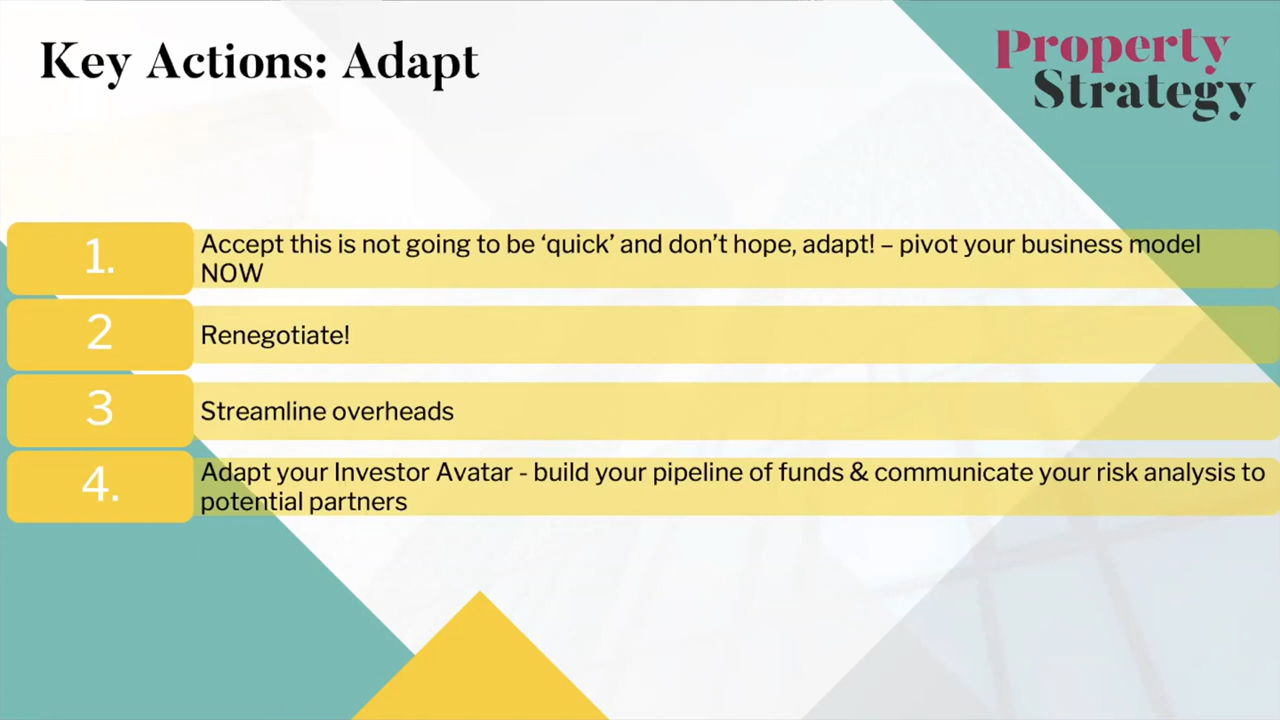 Key Actions: Adapt
Property
Strategy
1.
Accept this is not going to be ‘quick’ and don’t hope, adapt! – pivot your business model
NOW
2
Renegotiate!
3
Streamline overheads
4.
Adapt your Investor Avatar - build your pipeline of funds & communicate your risk analysis to
potential partners